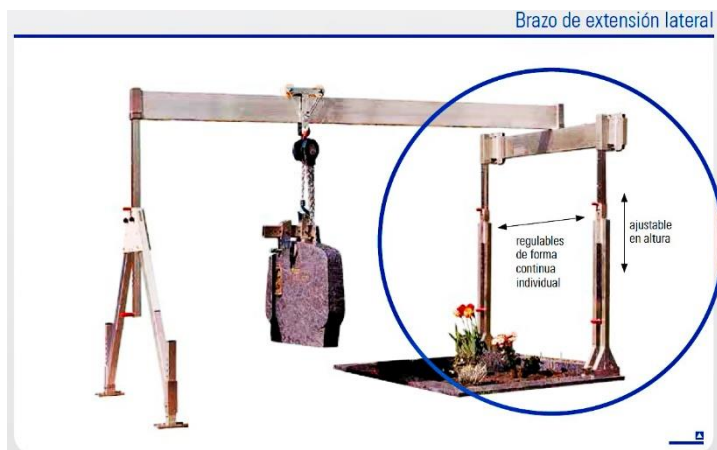 Brazo de extensión lateral
regulables
de forma
continua
individual
ajustable
en altura